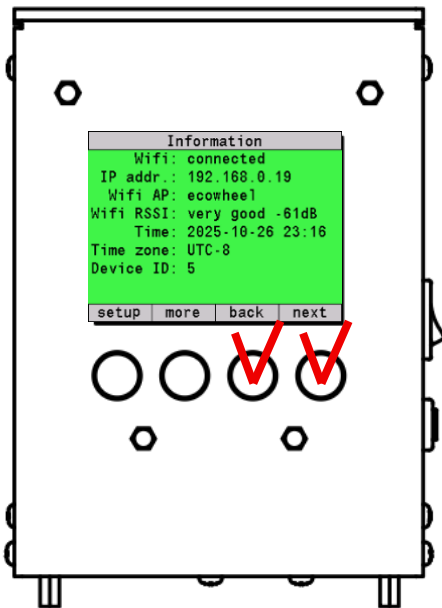 Information
Wifi: connected
IP addr.: 192.168.0.19
Wifi AP: ecowheel
Wifi RSSI: very good -61dB
Time: 2025-10-26 23:16
Time zone: UTC-8
Device ID: 5
setup more back next